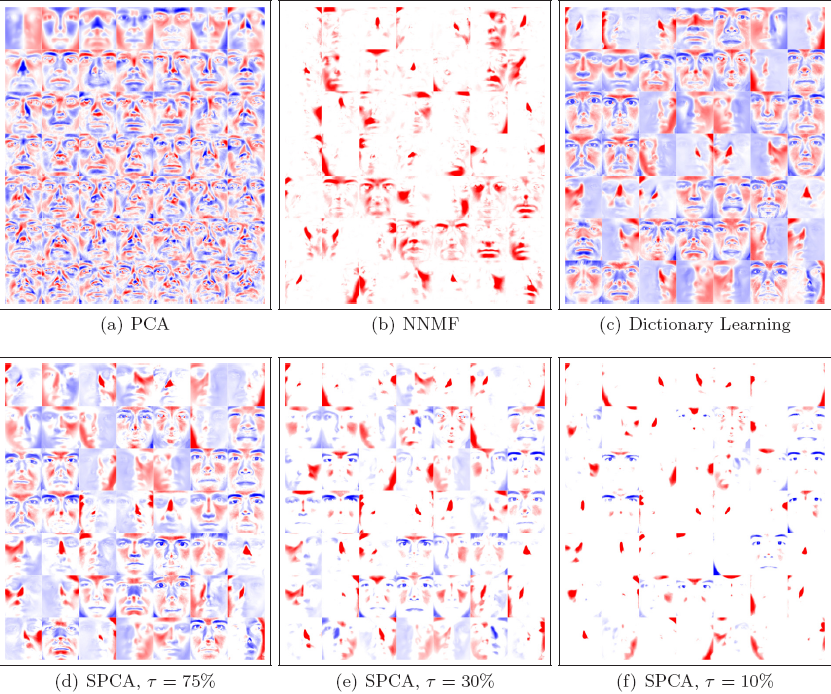 (a) PCA
(b) NNMF
(c) Dictionary Learning
(d) SPCA, τ = 75%
(e) SPCA, τ = 30%
(f) SPCA, τ = 10%